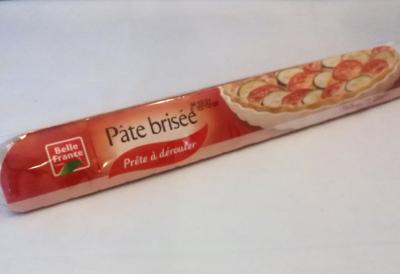 Belle
France
Pâte brisée
Prête à dérouler